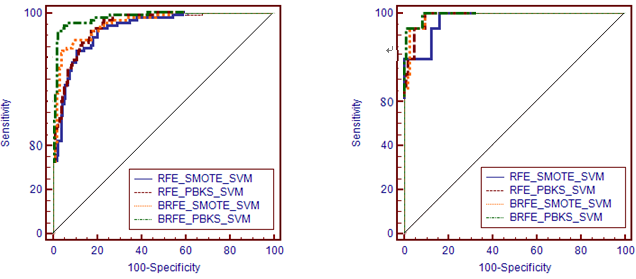 100
80
20
0
Sensitivity
0 20 40 60 80 100
100-Specificity
RFE_SMOTE_SVM
RFE_PBKS_SVM
BRFE_SMOTE_SVM
BRFE_PBKS_SVM
100
80
40
20
0
Sensitivity
0 20 40 60 80 100
100-Specificity
RFE_SMOTE_SVM
RFE_PBKS_SVM
BRFE_SMOTE_SVM
BRFE_PBKS_SVM